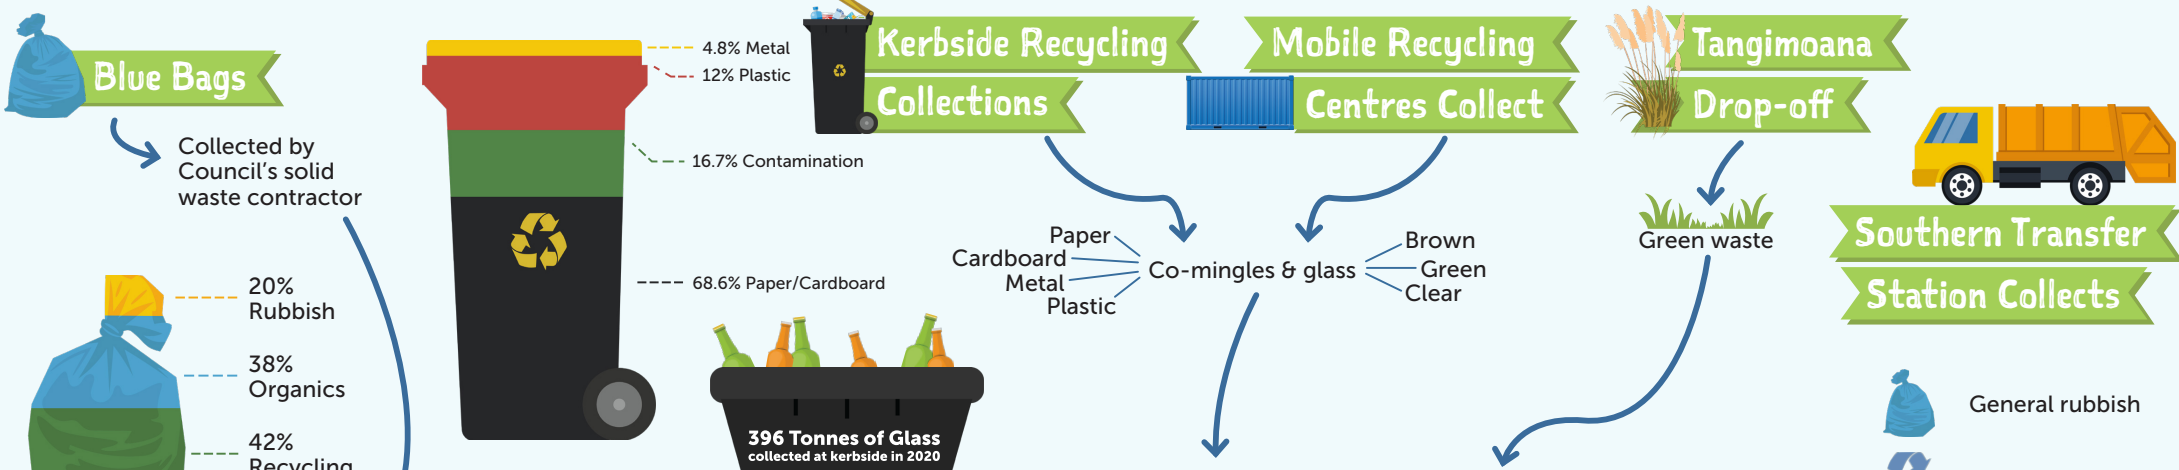 Blue Bags
Collected by
Council's solid
waste contractor
20%
Rubbish
38%
Organics
42%
Recycling
4.8% Metal
12% Plastic
16.7% Contamination
68.6% Paper/Cardboard
396 Tonnes of Glass
collected at kerbside in 2020
Kerbside Recycling
Collections
Mobile Recycling
Centres Collect
Paper
Cardboard
Metal
Plastic
Co-mingles & glass
Brown
Green
Clear
Tangimoana
Drop-off
Green waste
Southern Transfer
Station Collects
General rubbish